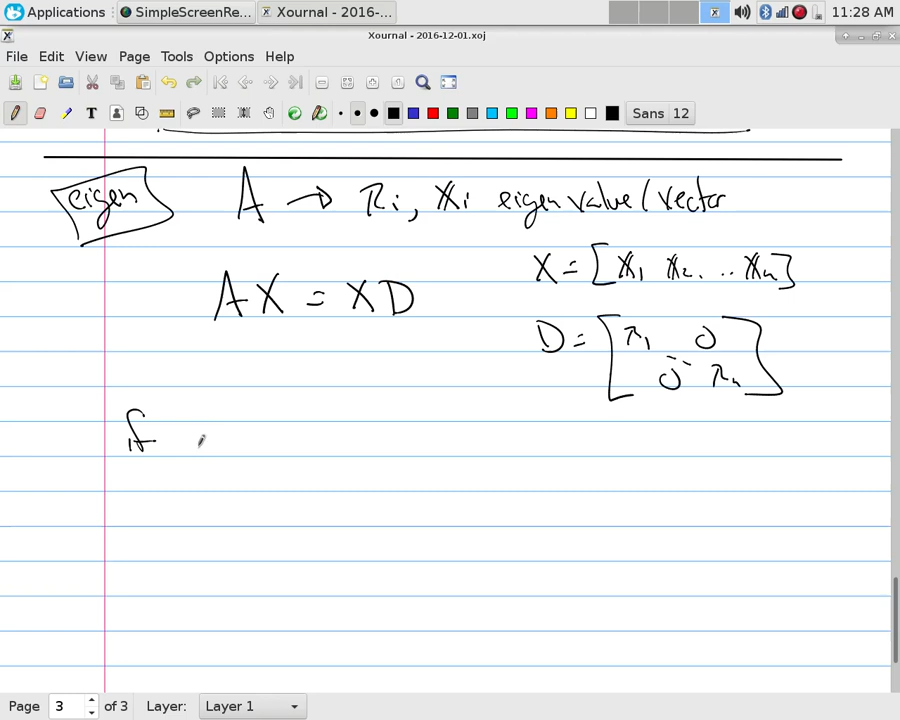 Applications SimpleScreenRe... Xournal - 2016-... 11:28 AM
Xournal - 2016-12-01.xoj
File Edit View Page Tools Options Help
T Sans 12
eigen A → λi, xi eigenvalue/vector
X = [x1 x2 ... xn]
AX = XD
D = [λ1 0
0 λn]
if
Page 3 of 3 Layer: Layer 1